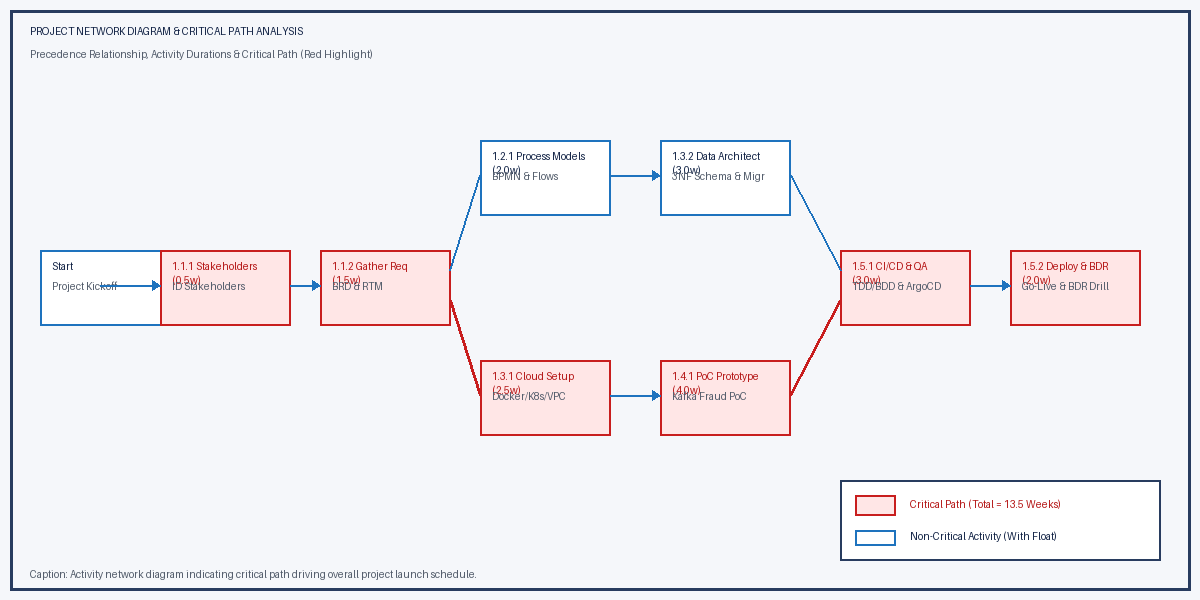 PROJECT NETWORK DIAGRAM & CRITICAL PATH ANALYSIS
Precedence Relationship, Activity Durations & Critical Path (Red Highlight)
1.2.1 Process Models
(2.0w)
BPMN & Flows
1.3.2 Data Architect
(3.0w)
3NF Schema & Migr
Start
Project Kickoff
1.1.1 Stakeholders
(0.5w)
ID Stakeholders
1.1.2 Gather Req
(1.5w)
BRD & RTM
1.5.1 CI/CD & QA
(3.0w)
TDD/BDD & ArgoCD
1.5.2 Deploy & BDR
(2.0w)
Go-Live & BDR Drill
1.3.1 Cloud Setup
(2.5w)
Docker/K8s/VPC
1.4.1 PoC Prototype
(4.0w)
Kafka Fraud PoC
Critical Path (Total = 13.5 Weeks)
Non-Critical Activity (With Float)
Caption: Activity network diagram indicating critical path driving overall project launch schedule.